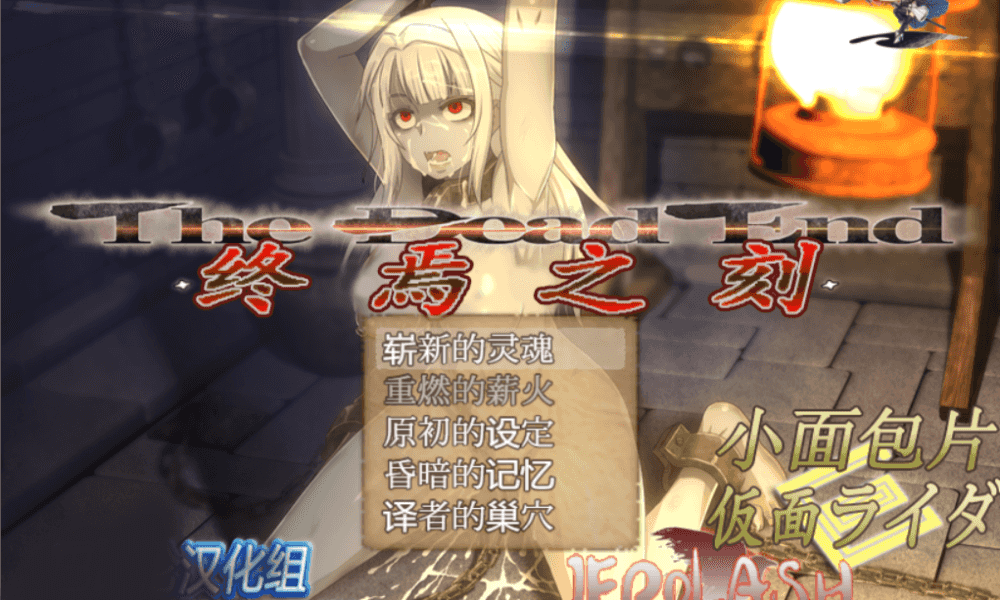 The Dead End
终焉之刻
崭新的灵魂
重燃的薪火
原初的设定
昏暗的记忆
译者的巢穴
小面包片
仮面ライダ
汉化组